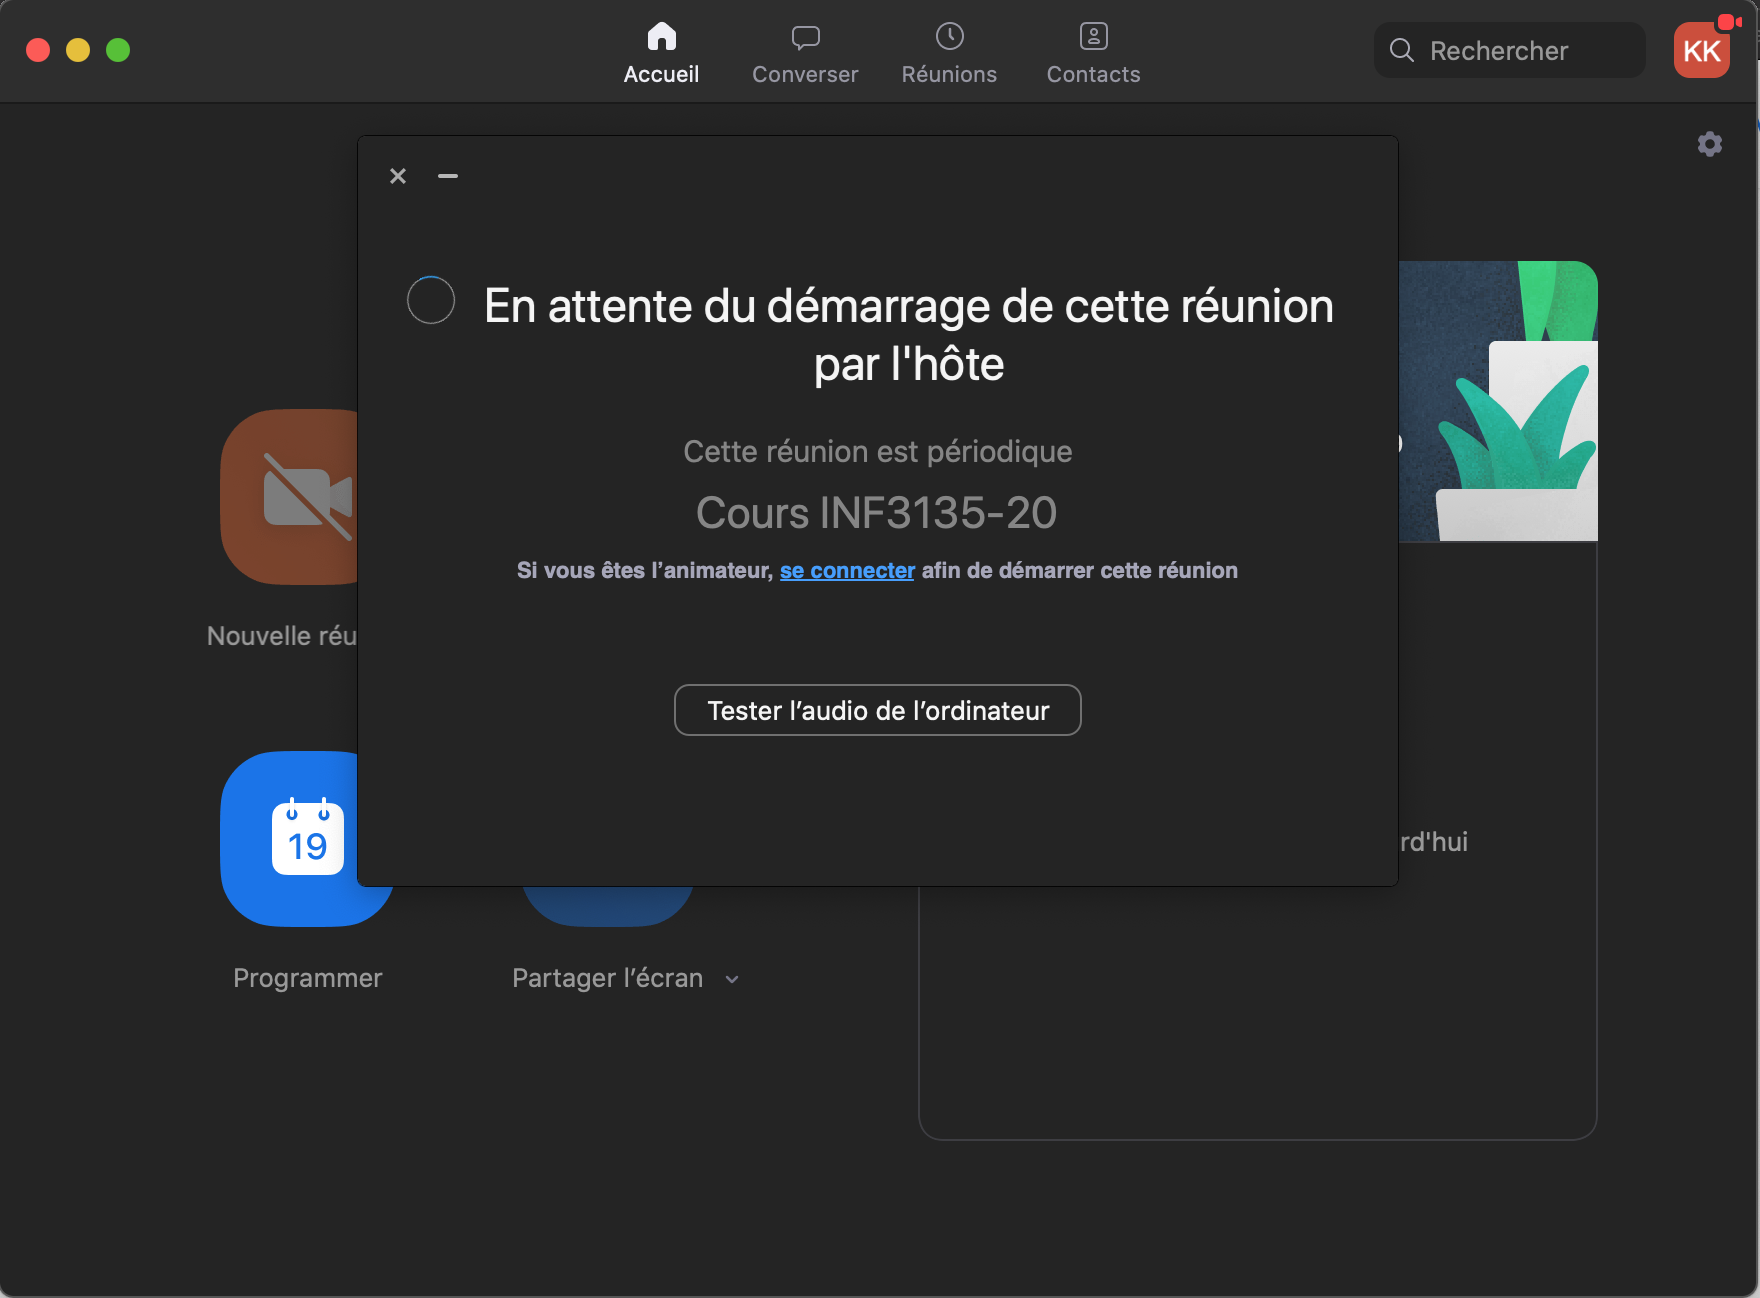 Accueil
Converser
Réunions
Contacts
Rechercher
KK
En attente du démarrage de cette réunion
par l'hôte
Cette réunion est périodique
Cours INF3135-20
Si vous êtes l’animateur, se connecter afin de démarrer cette réunion
Tester l’audio de l’ordinateur
Nouvelle réu
19
rd'hui
Programmer
Partager l’écran